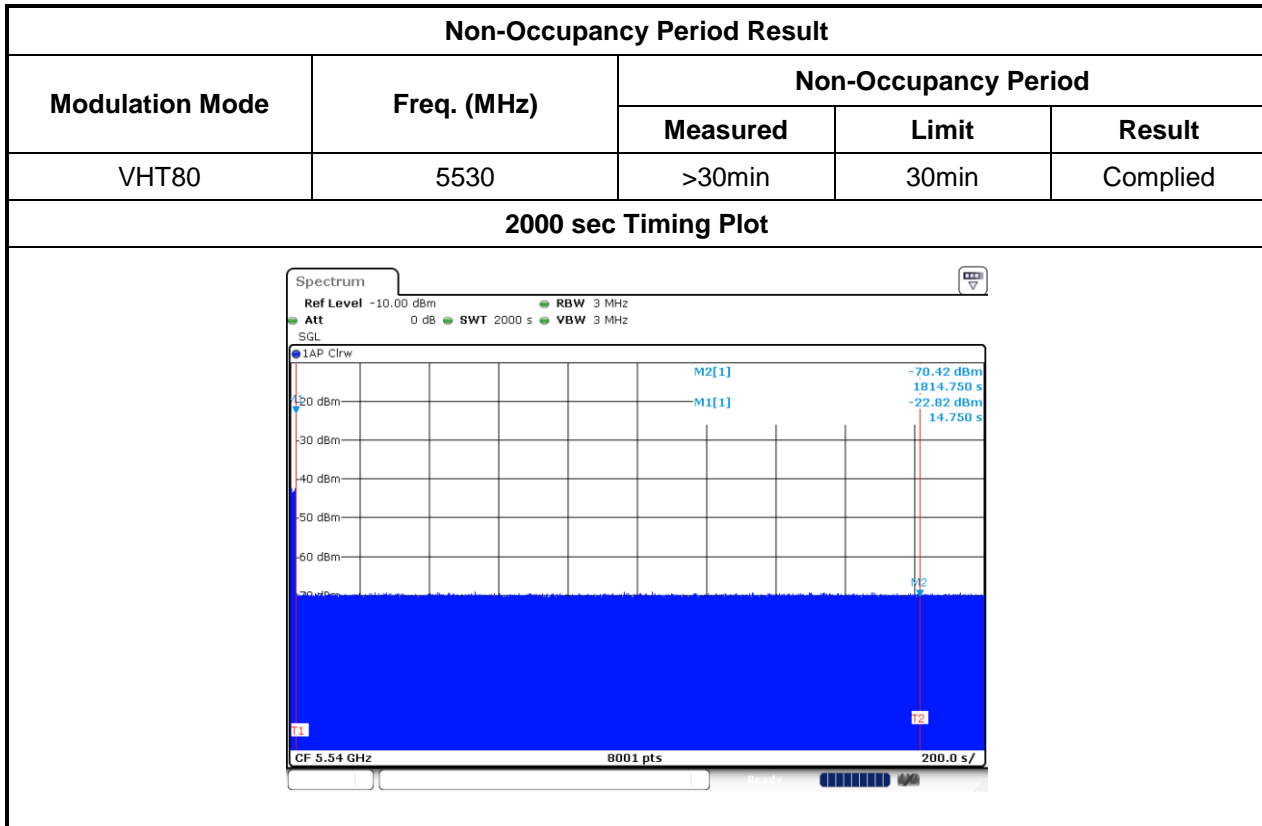 Non-Occupancy Period Result
Modulation Mode
Freq. (MHz)
Non-Occupancy Period
Measured
Limit
Result
VHT80
5530
>30min
30min
Complied
2000 sec Timing Plot
Spectrum
Ref Level -10.00 dBm RBW 3 MHz
Att 0 dB SWT 2000 s VBW 3 MHz
SGL
1AP Clrw
M2[1] -70.42 dBm
1814.750 s
M1[1] -22.82 dBm
14.750 s
M1
-20 dBm
-30 dBm
-40 dBm
-50 dBm
-60 dBm
M2
-70 dBm
T2
T1
CF 5.54 GHz 8001 pts 200.0 s/
Ready